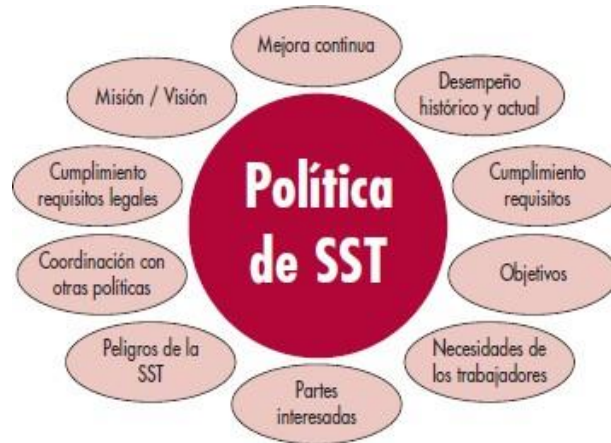 Mejora continua
Desempeño
histórico y actual
Cumplimiento
requisitos
Objetivos
Necesidades de
los trabajadores
Partes
interesadas
Peligros de la
SST
Coordinación con
otras políticas
Cumplimiento
requisitos legales
Misión / Visión
Política
de SST